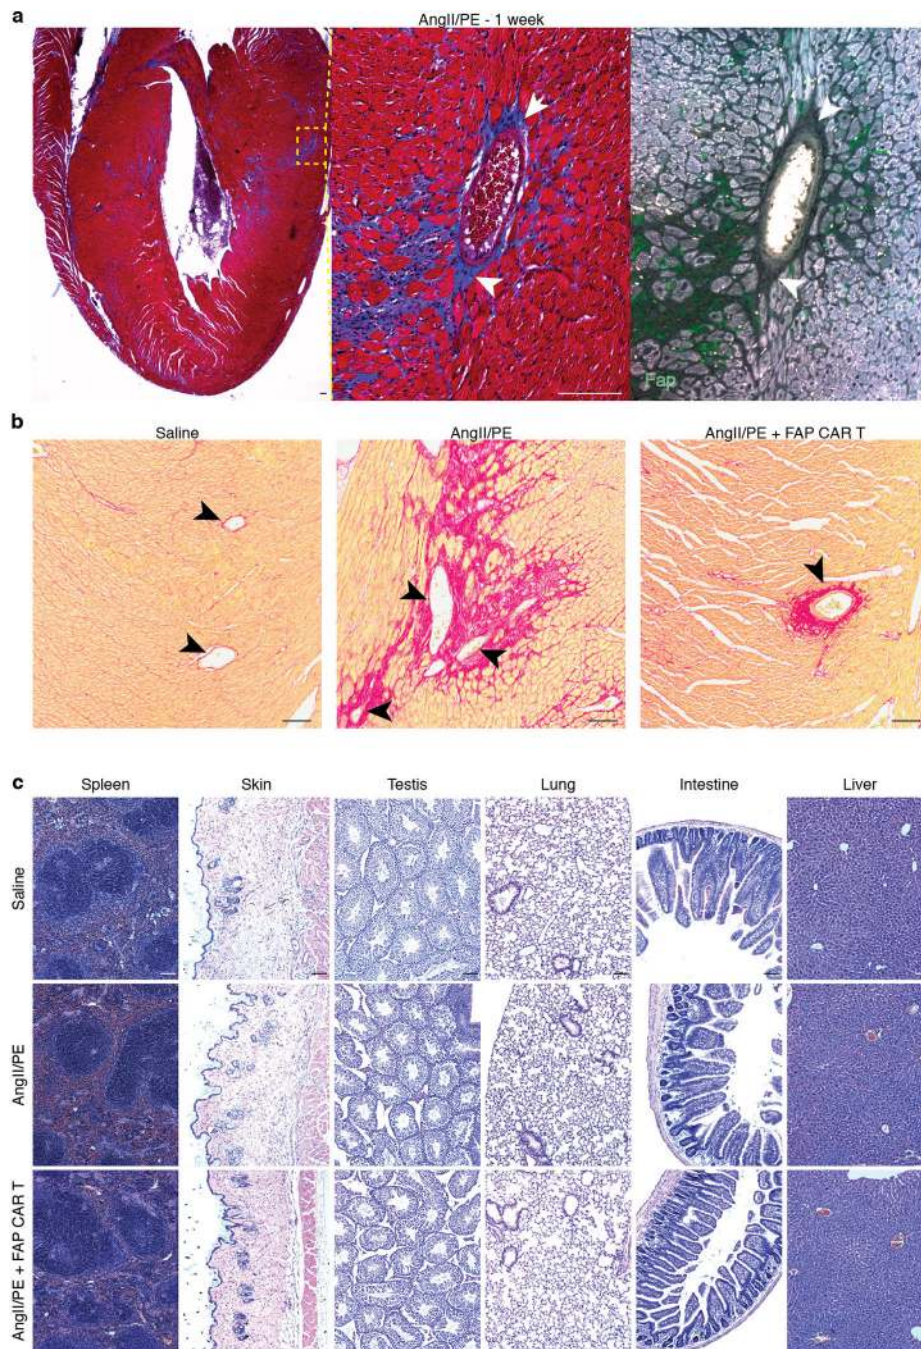 a
AngII/PE - 1 week
Fap
b
Saline
AngII/PE
AngII/PE + FAP CAR T
c
Spleen
Skin
Testis
Lung
Intestine
Liver
Saline
AngII/PE
AngII/PE + FAP CAR T